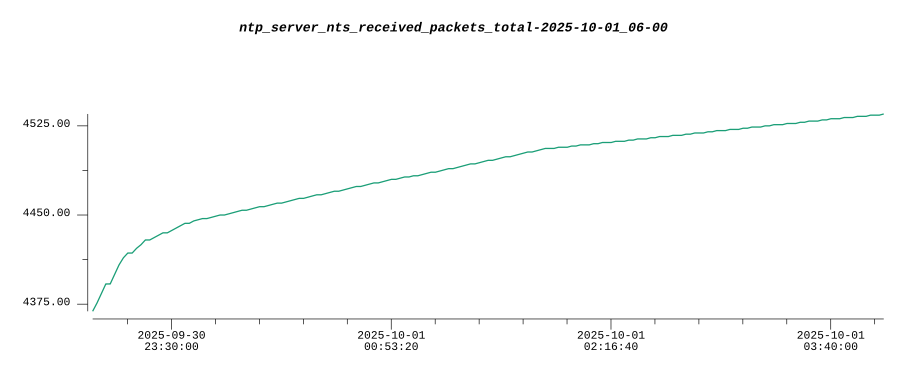 ntp_server_nts_received_packets_total-2025-10-01_06-00
4525.00
4450.00
4375.00
2025-09-30 2025-10-01 2025-10-01 2025-10-01
23:30:00 00:53:20 02:16:40 03:40:00